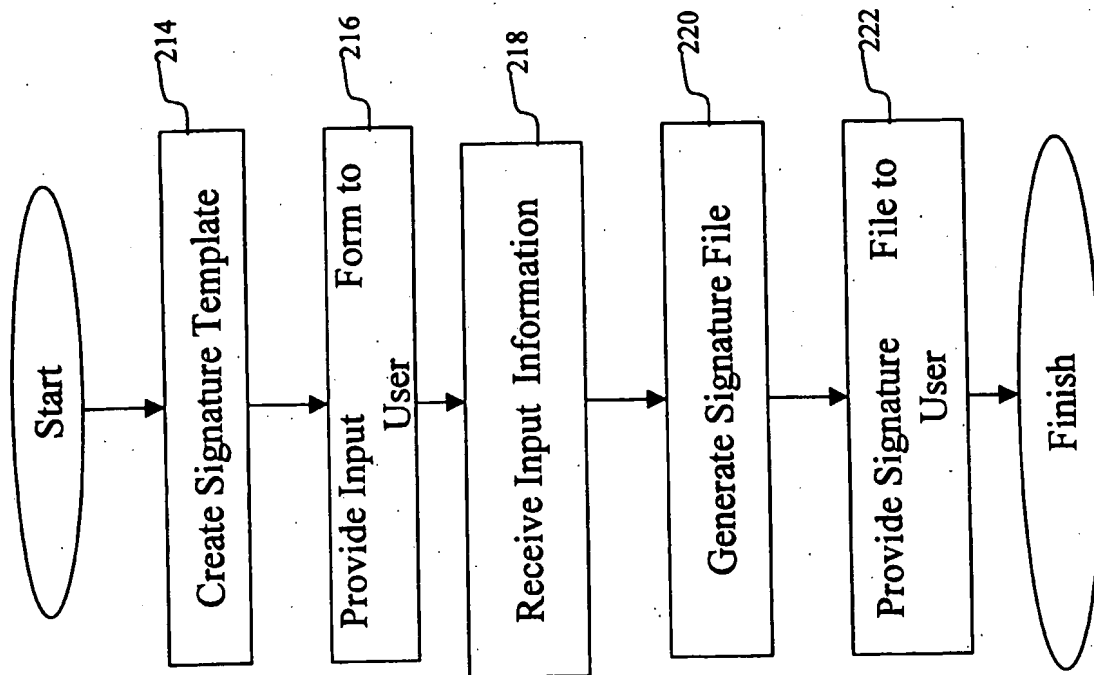 Start
214
Create Signature Template
216
Provide Input Form to
User
218
Receive Input Information
220
Generate Signature File
222
Provide Signature File to
User
Finish